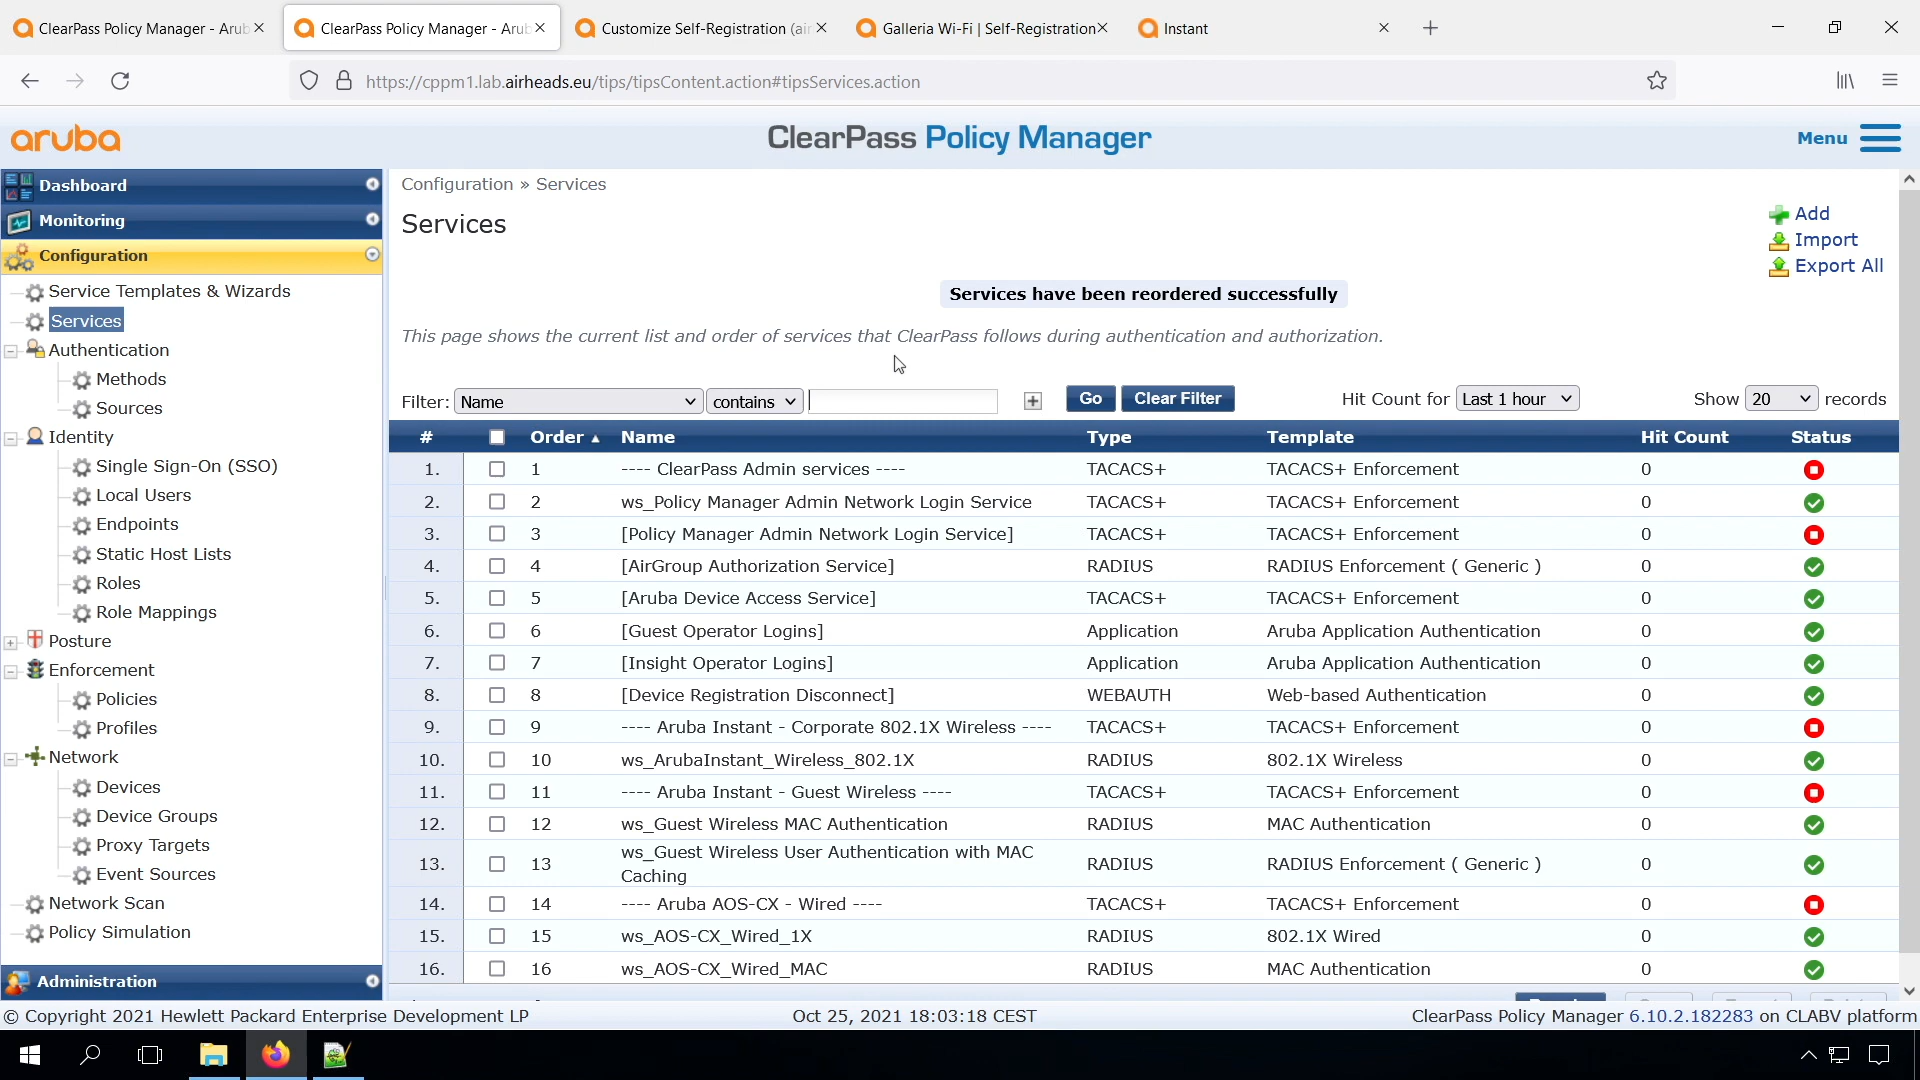 ClearPass Policy Manager - Arub
ClearPass Policy Manager - Arub
Customize Self-Registration (air
Galleria Wi-Fi | Self-Registration
Instant
https://cppm1.lab.airheads.eu/tips/tipsContent.action#tipsServices.action
aruba
ClearPass Policy Manager
Menu
Dashboard
Monitoring
Configuration
Service Templates & Wizards
Services
Authentication
Methods
Sources
Identity
Single Sign-On (SSO)
Local Users
Endpoints
Static Host Lists
Roles
Role Mappings
Posture
Enforcement
Policies
Profiles
Network
Devices
Device Groups
Proxy Targets
Event Sources
Network Scan
Policy Simulation
Administration
Configuration » Services
Services
Add
Import
Export All
Services have been reordered successfully
This page shows the current list and order of services that ClearPass follows during authentication and authorization.
Filter: Name contains Go Clear Filter Hit Count for Last 1 hour Show 20 records
# Order Name Type Template Hit Count Status
1. 1 ---- ClearPass Admin services ---- TACACS+ TACACS+ Enforcement 0
2. 2 ws_Policy Manager Admin Network Login Service TACACS+ TACACS+ Enforcement 0
3. 3 [Policy Manager Admin Network Login Service] TACACS+ TACACS+ Enforcement 0
4. 4 [AirGroup Authorization Service] RADIUS RADIUS Enforcement ( Generic ) 0
5. 5 [Aruba Device Access Service] TACACS+ TACACS+ Enforcement 0
6. 6 [Guest Operator Logins] Application Aruba Application Authentication 0
7. 7 [Insight Operator Logins] Application Aruba Application Authentication 0
8. 8 [Device Registration Disconnect] WEBAUTH Web-based Authentication 0
9. 9 ---- Aruba Instant - Corporate 802.1X Wireless ---- TACACS+ TACACS+ Enforcement 0
10. 10 ws_ArubaInstant_Wireless_802.1X RADIUS 802.1X Wireless 0
11. 11 ---- Aruba Instant - Guest Wireless ---- TACACS+ TACACS+ Enforcement 0
12. 12 ws_Guest Wireless MAC Authentication RADIUS MAC Authentication 0
13. 13 ws_Guest Wireless User Authentication with MAC
Caching RADIUS RADIUS Enforcement ( Generic ) 0
14. 14 ---- Aruba AOS-CX - Wired ---- TACACS+ TACACS+ Enforcement 0
15. 15 ws_AOS-CX_Wired_1X RADIUS 802.1X Wired 0
16. 16 ws_AOS-CX_Wired_MAC RADIUS MAC Authentication 0
© Copyright 2021 Hewlett Packard Enterprise Development LP
Oct 25, 2021 18:03:18 CEST
ClearPass Policy Manager 6.10.2.182283 on CLABV platform